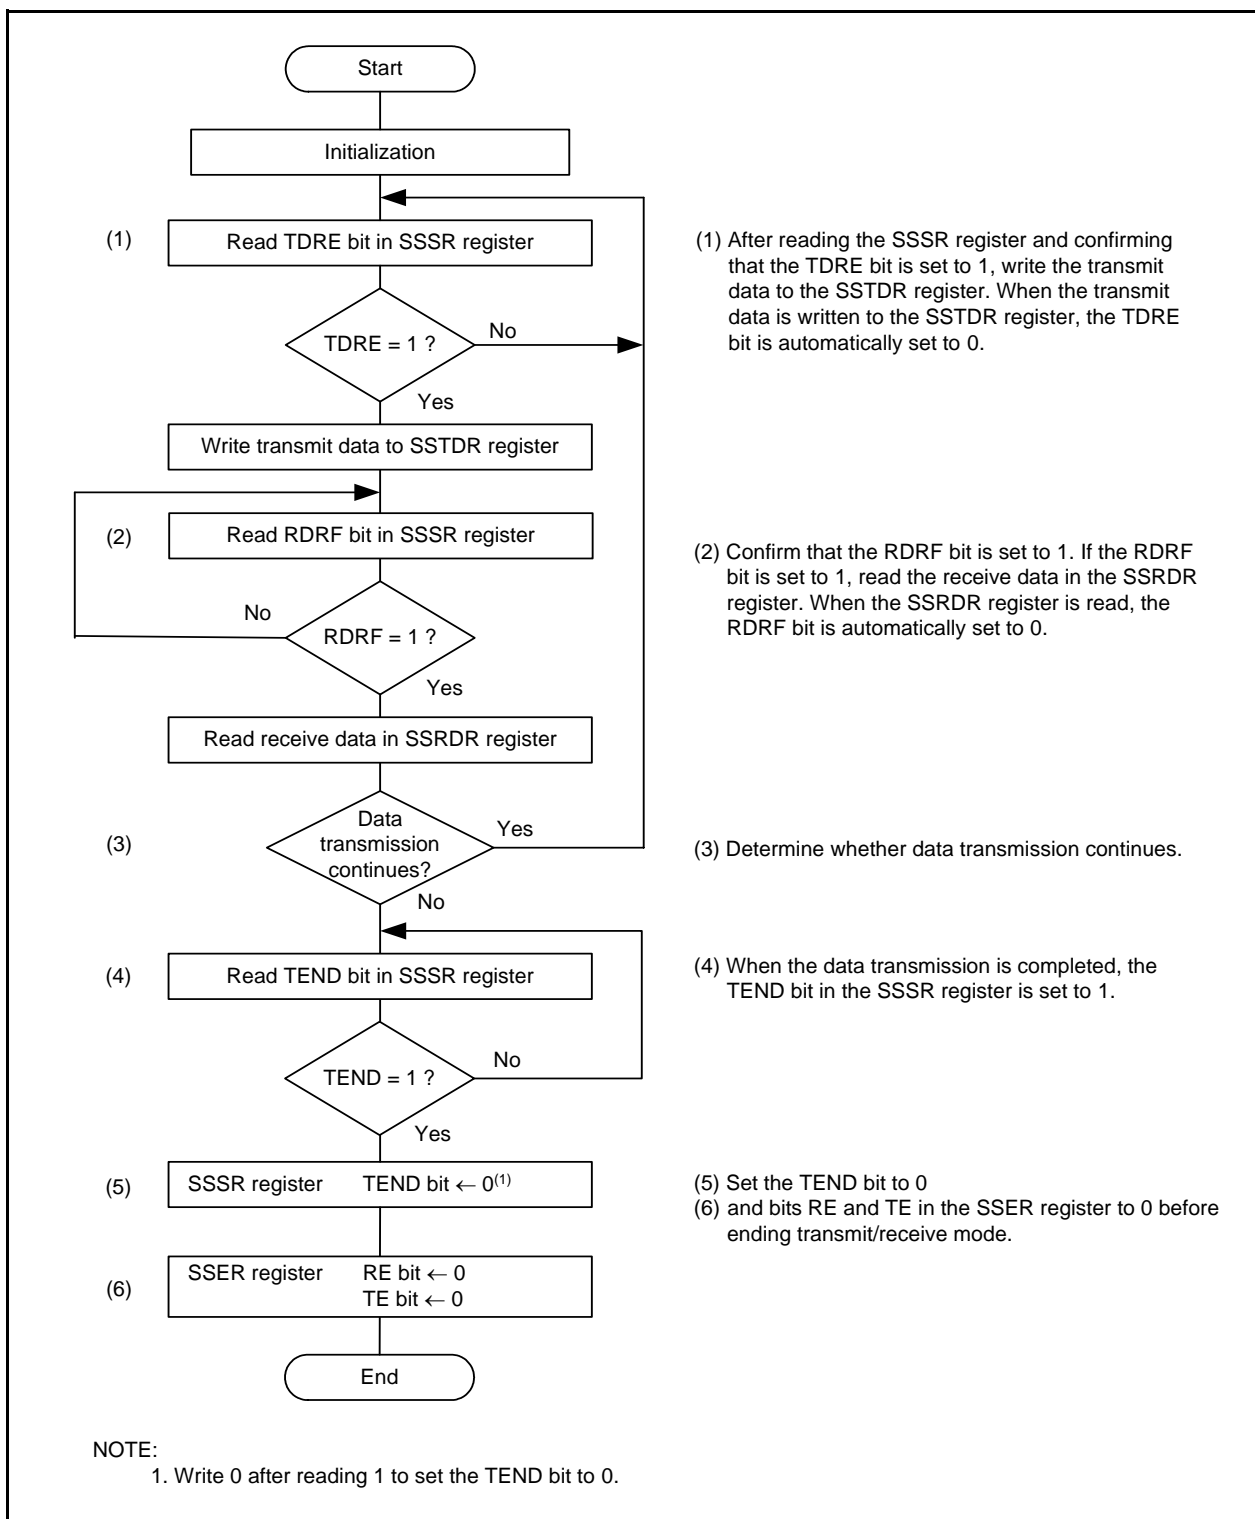 Start
Initialization
(1)
Read TDRE bit in SSSR register
TDRE = 1 ?
No
Yes
Write transmit data to SSTDR register
(2)
Read RDRF bit in SSSR register
No
RDRF = 1 ?
Yes
Read receive data in SSRDR register
(3)
Data
transmission
continues?
Yes
No
(4)
Read TEND bit in SSSR register
TEND = 1 ?
No
Yes
(5)
SSSR register TEND bit ← 0(1)
(6)
SSER register RE bit ← 0
TE bit ← 0
End
(1) After reading the SSSR register and confirming
that the TDRE bit is set to 1, write the transmit
data to the SSTDR register. When the transmit
data is written to the SSTDR register, the TDRE
bit is automatically set to 0.
(2) Confirm that the RDRF bit is set to 1. If the RDRF
bit is set to 1, read the receive data in the SSRDR
register. When the SSRDR register is read, the
RDRF bit is automatically set to 0.
(3) Determine whether data transmission continues.
(4) When the data transmission is completed, the
TEND bit in the SSSR register is set to 1.
(5) Set the TEND bit to 0
(6) and bits RE and TE in the SSER register to 0 before
ending transmit/receive mode.
NOTE:
1. Write 0 after reading 1 to set the TEND bit to 0.